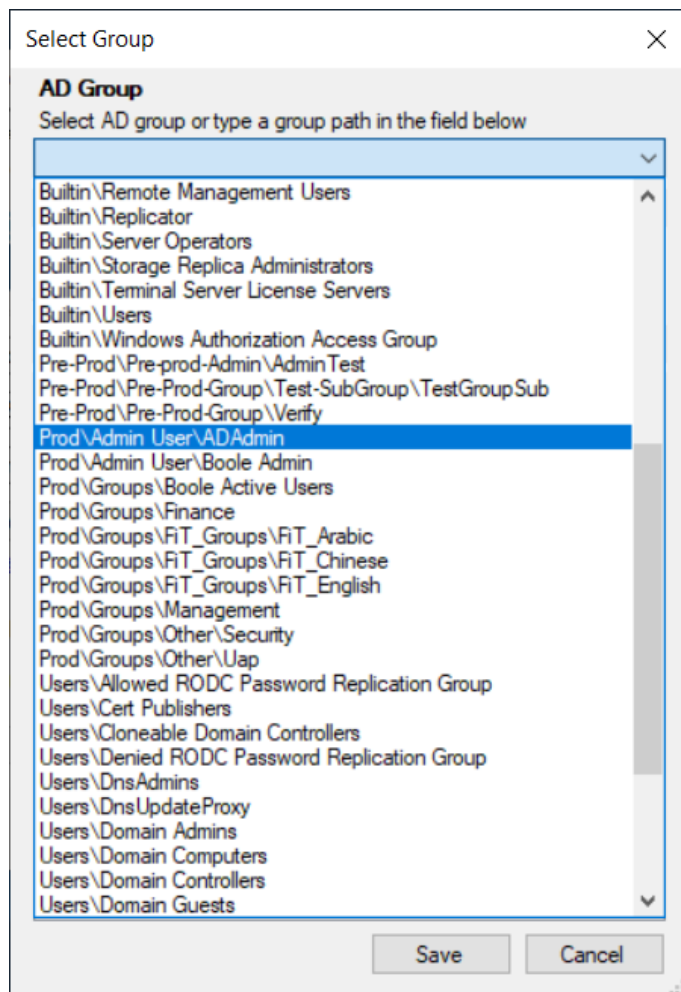 Select Group
AD Group
Select AD group or type a group path in the field below
Builtin\Remote Management Users
Builtin\Replicator
Builtin\Server Operators
Builtin\Storage Replica Administrators
Builtin\Terminal Server License Servers
Builtin\Users
Builtin\Windows Authorization Access Group
Pre-Prod\Pre-prod-Admin\AdminTest
Pre-Prod\Pre-Prod-Group\Test-SubGroup\TestGroupSub
Pre-Prod\Pre-Prod-Group\Verify
Prod\Admin User\ADAdmin
Prod\Admin User\Boole Admin
Prod\Groups\Boole Active Users
Prod\Groups\Finance
Prod\Groups\FiT_Groups\FiT_Arabic
Prod\Groups\FiT_Groups\FiT_Chinese
Prod\Groups\FiT_Groups\FiT_English
Prod\Groups\Management
Prod\Groups\Other\Security
Prod\Groups\Other\Uap
Users\Allowed RODC Password Replication Group
Users\Cert Publishers
Users\Cloneable Domain Controllers
Users\Denied RODC Password Replication Group
Users\DnsAdmins
Users\DnsUpdateProxy
Users\Domain Admins
Users\Domain Computers
Users\Domain Controllers
Users\Domain Guests
Save Cancel